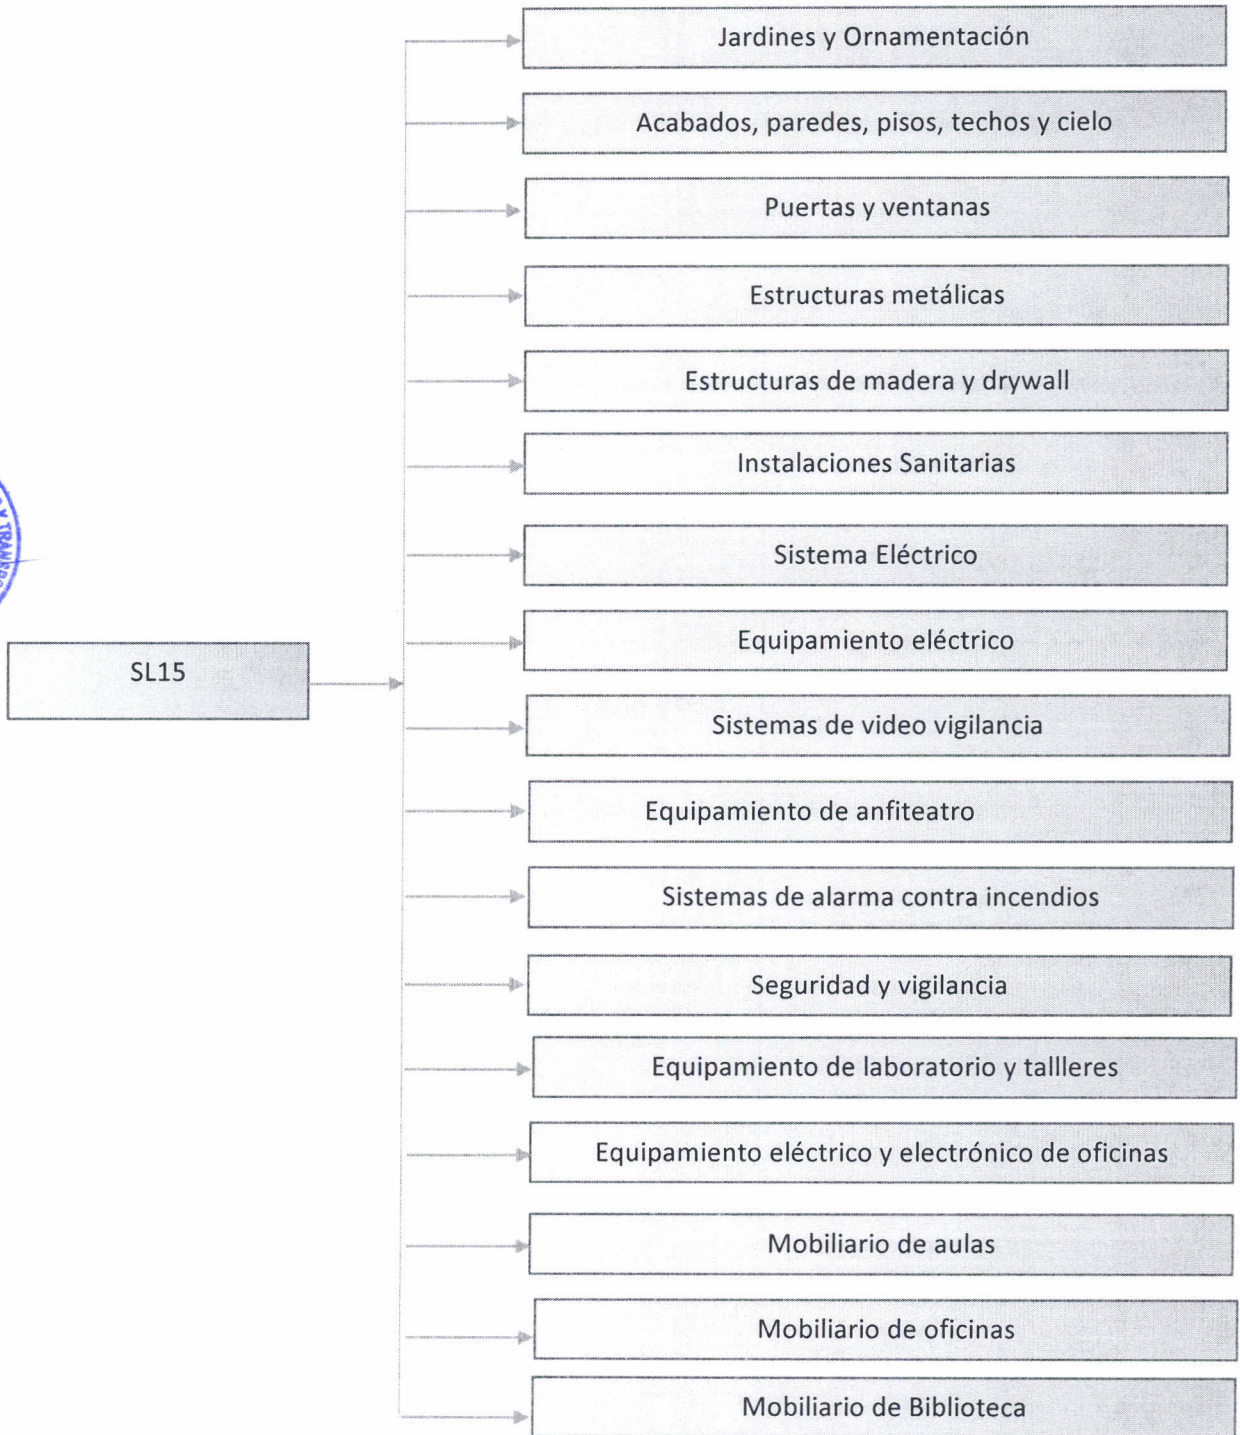 Jardines y Ornamentación
Acabados, paredes, pisos, techos y cielo
Puertas y ventanas
Estructuras metálicas
Estructuras de madera y drywall
Instalaciones Sanitarias
Sistema Eléctrico
Equipamiento eléctrico
SL15
Sistemas de video vigilancia
Equipamiento de anfiteatro
Sistemas de alarma contra incendios
Seguridad y vigilancia
Equipamiento de laboratorio y tallleres
Equipamiento eléctrico y electrónico de oficinas
Mobiliario de aulas
Mobiliario de oficinas
Mobiliario de Biblioteca